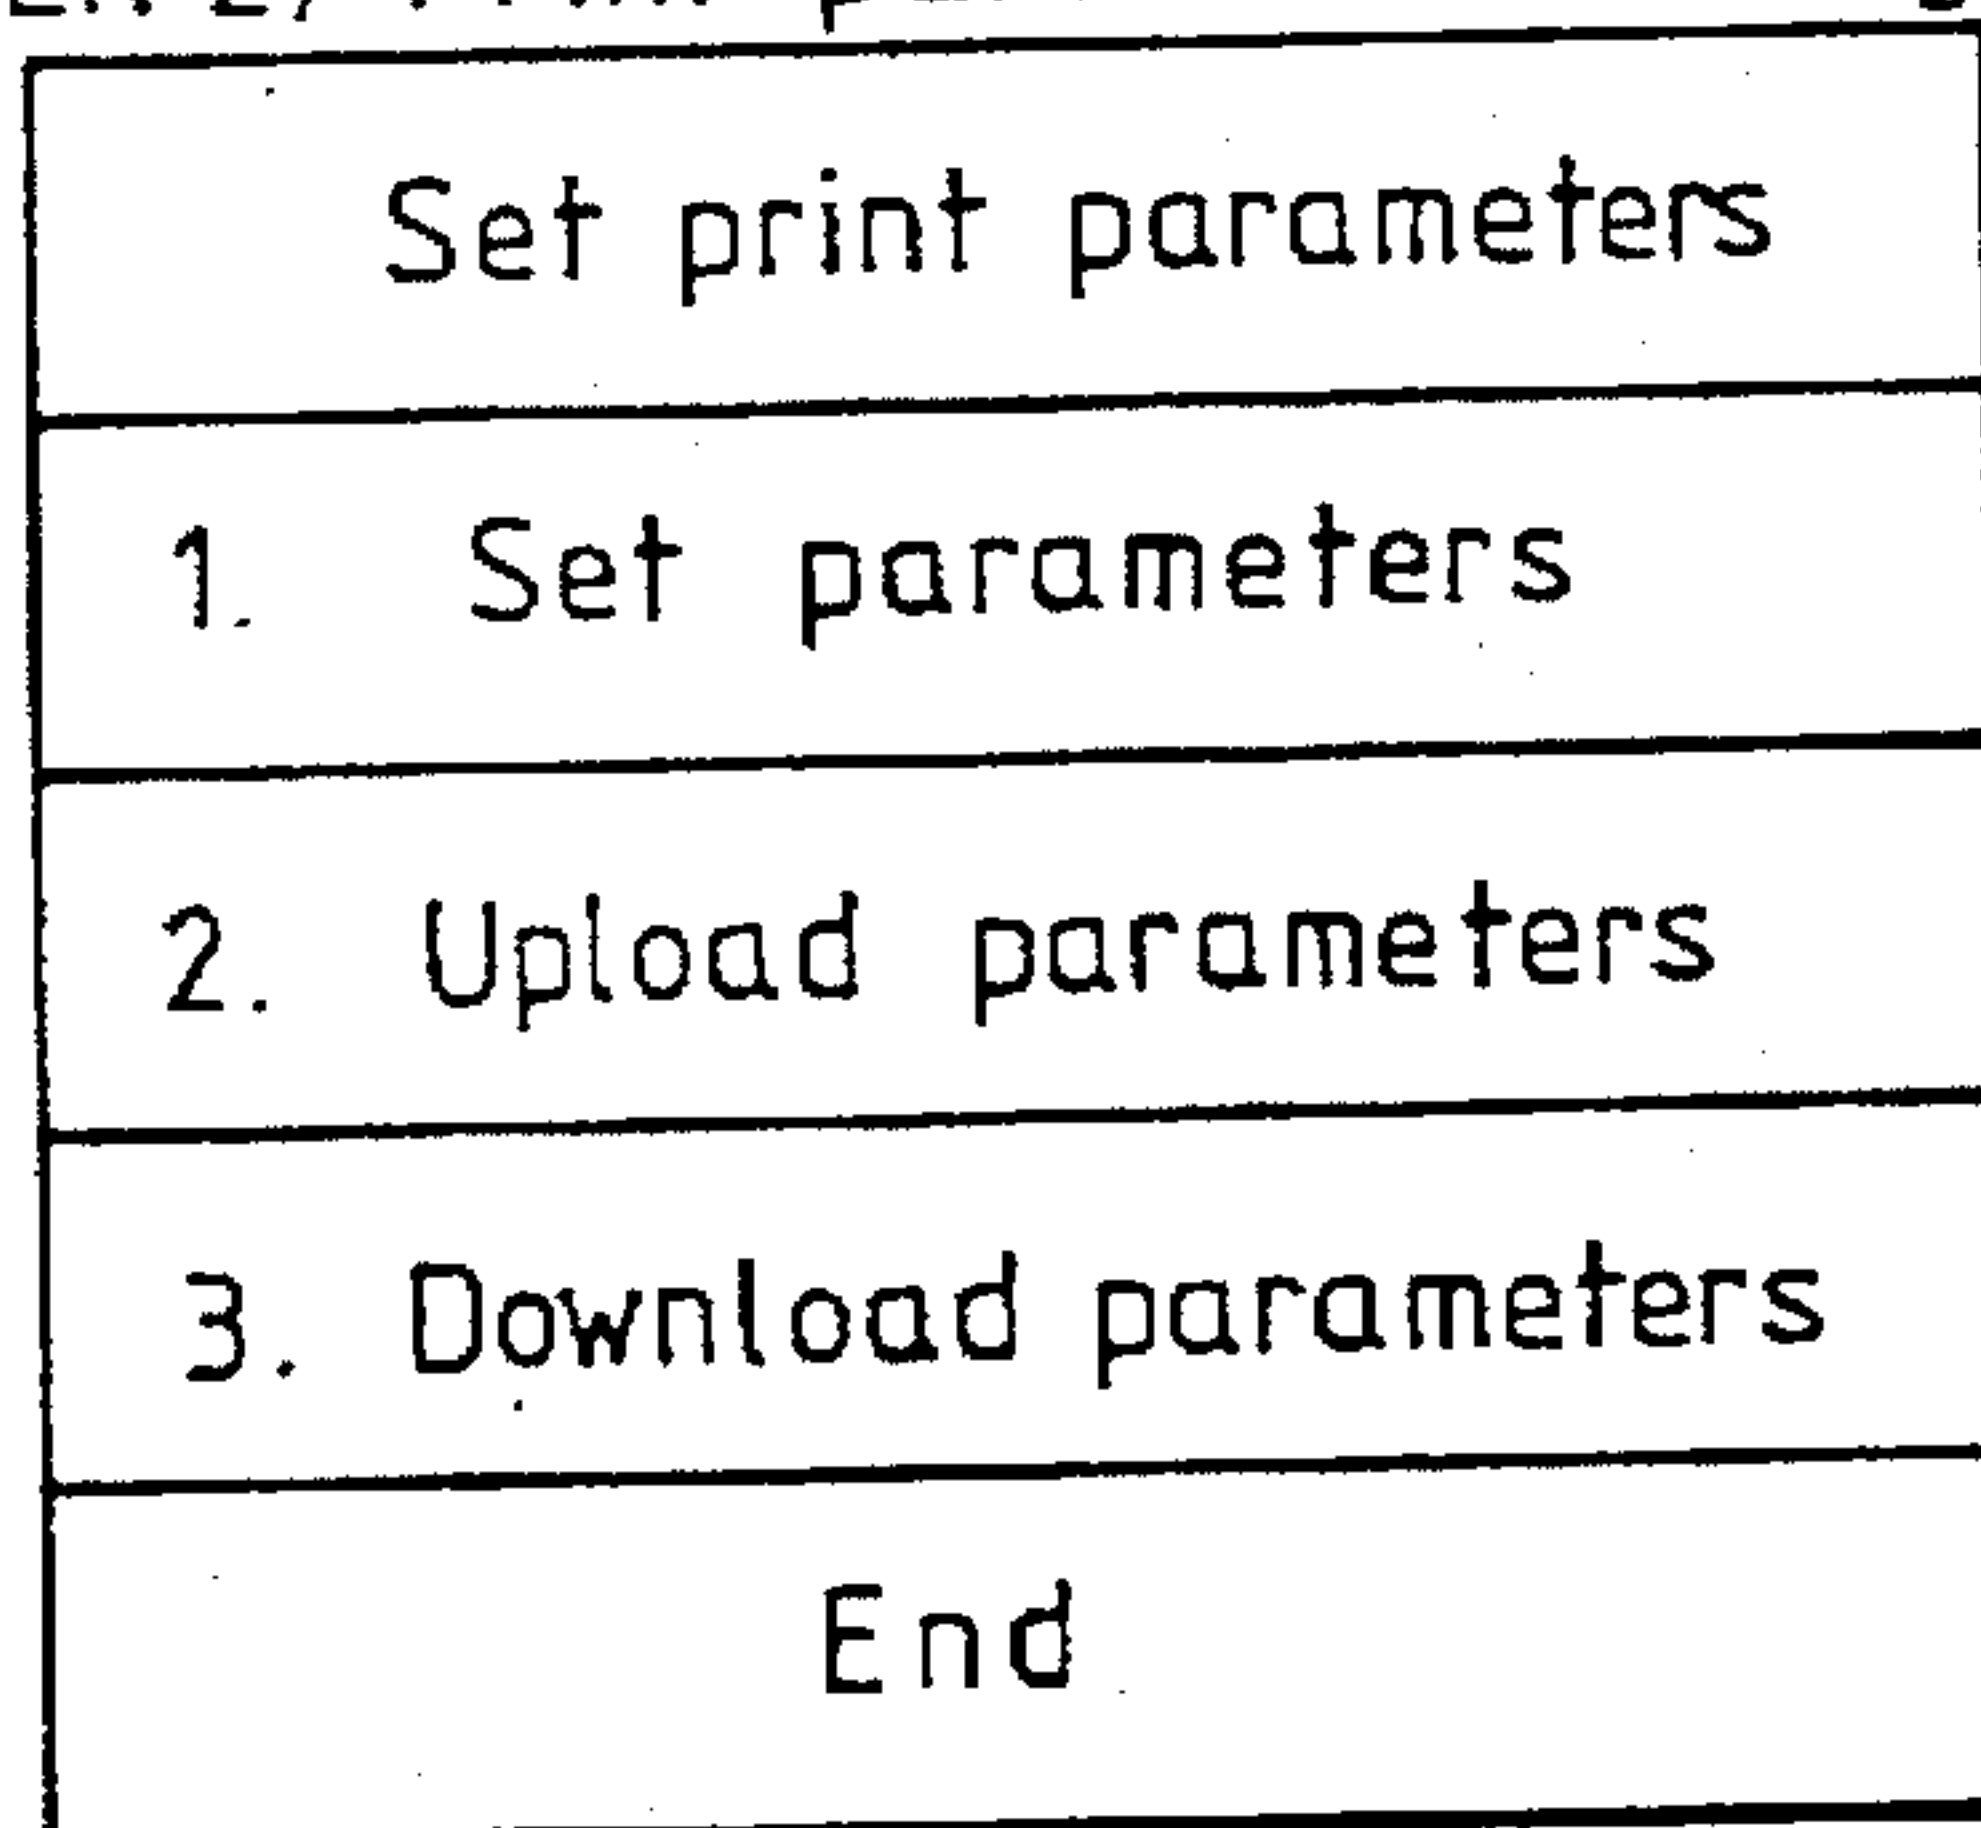 Set print parameters
1. Set parameters
2. Upload parameters
3. Download parameters
End